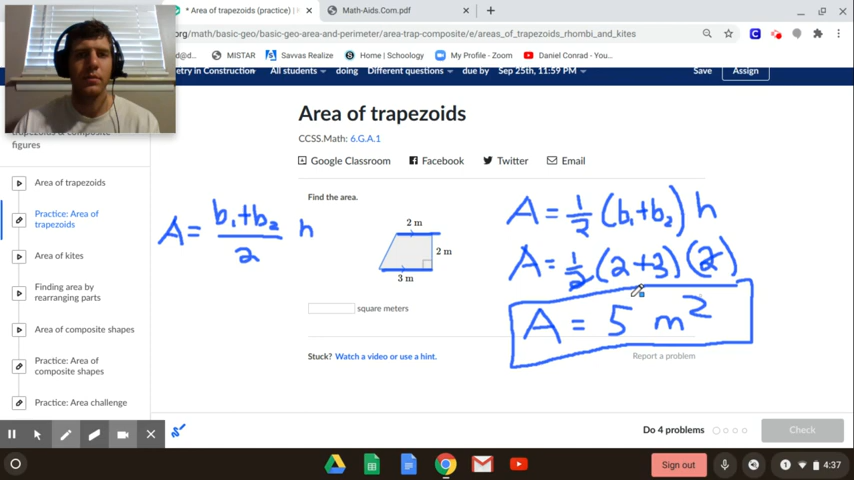 * Area of trapezoids (practice) |
Math-Aids.Com.pdf
.org/math/basic-geo/basic-geo-area-and-perimeter/area-trap-composite/e/areas_of_trapezoids_rhombi_and_kites
MISTAR
Savvas Realize
Home | Schoology
My Profile - Zoom
Daniel Conrad - Yo...
etry in Construction
All students
doing
Different questions
due by
Sep 25th, 11:59 PM
Save
Assign
Area of trapezoids
CCSS.Math: 6.G.A.1
Google Classroom
Facebook
Twitter
Email
trapezoids & composite
figures
Area of trapezoids
Practice: Area of
trapezoids
Area of kites
Finding area by
rearranging parts
Area of composite shapes
Practice: Area of
composite shapes
Practice: Area challenge
Find the area.
2 m
2 m
3 m
square meters
A = b₁+b₂/2 h
A = 1/2 (b₁+b₂) h
A = 1/2 (2+3) (2)
A = 5 m²
Stuck? Watch a video or use a hint.
Report a problem
Do 4 problems
Check
Sign out
1
4:37